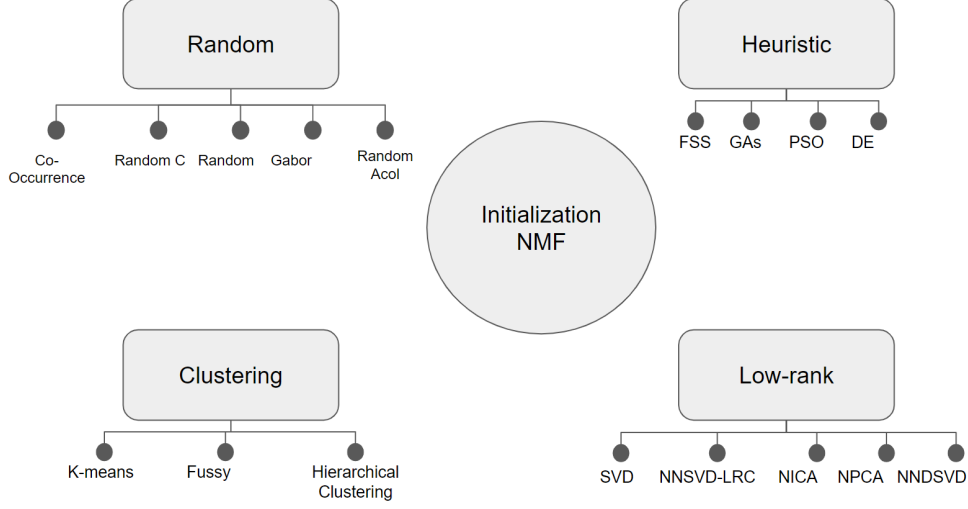 Random
Co-
Occurrence
Random C
Random
Gabor
Random
Acol
Heuristic
FSS
GAs
PSO
DE
Initialization
NMF
Clustering
K-means
Fussy
Hierarchical
Clustering
Low-rank
SVD
NNSVD-LRC
NICA
NPCA
NNDSVD